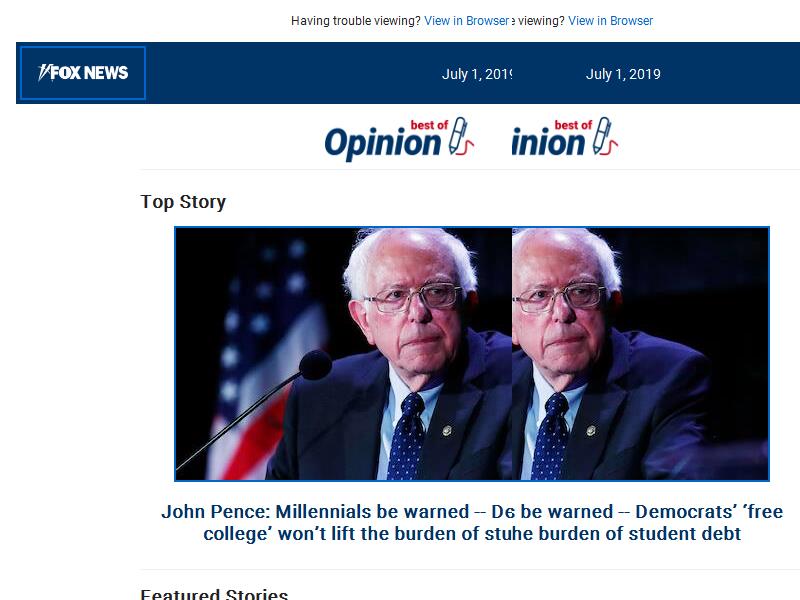 Having trouble viewing? View in Browser e viewing? View in Browser
FOX NEWS
July 1, 2019 July 1, 2019
best of best of
Opinion inion
Top Story
John Pence: Millennials be warned -- De be warned -- Democrats’ ‘free
college’ won’t lift the burden of stuhe burden of student debt
Featured Stories